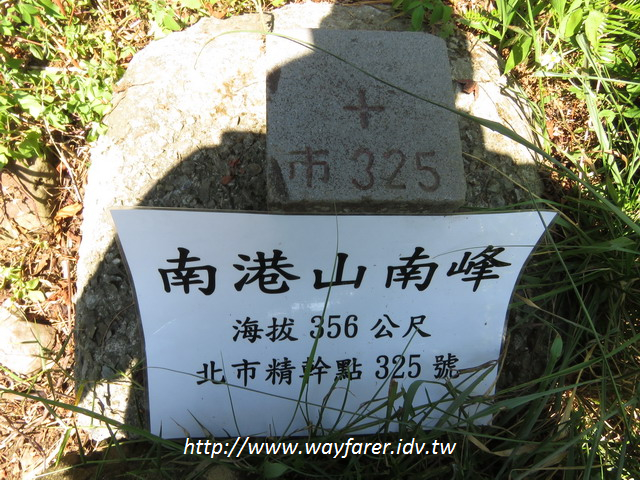 市 325
南港山南峰
海拔 356 公尺
北市精幹點 325 號
http://www.wayfarer.idv.tw